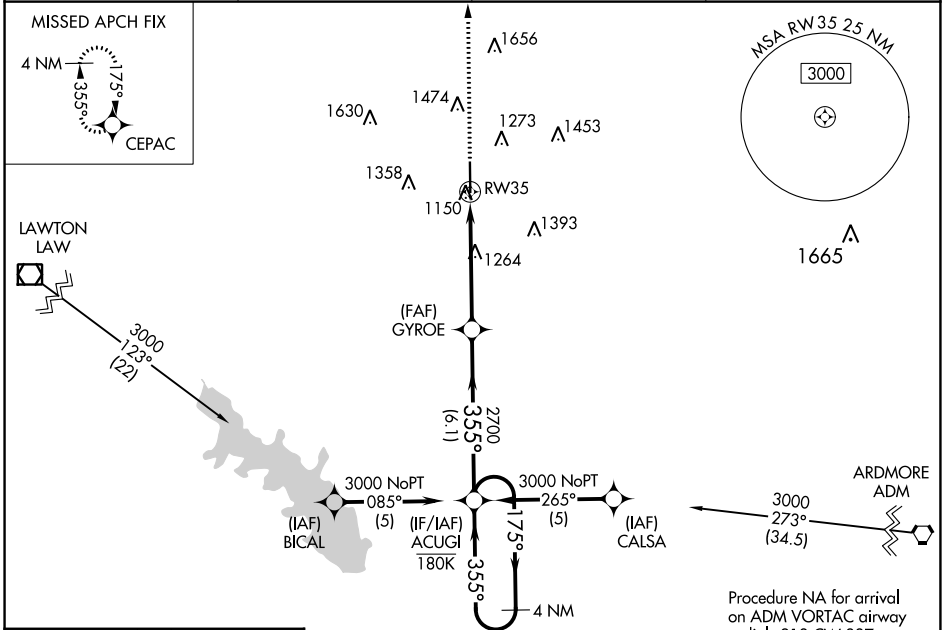 MISSED APCH FIX
4 NM
175°
355°
CEPAC
1656
1474
1630
1273
1453
1358
RW35
1150
1393
1264
MSA RW35 25 NM
3000
1665
LAWTON
LAW
3000
123°
(22)
(FAF)
GYROE
2700
355°
(6.1)
3000 NoPT
085°
(5)
(IAF)
BICAL
(IF/IAF)
ACUGI
180K
3000 NoPT
265°
(5)
(IAF)
CALSA
175°
355°
4 NM
ARDMORE
ADM
3000
273°
(34.5)
Procedure NA for arrival
on ADM VORTAC airway